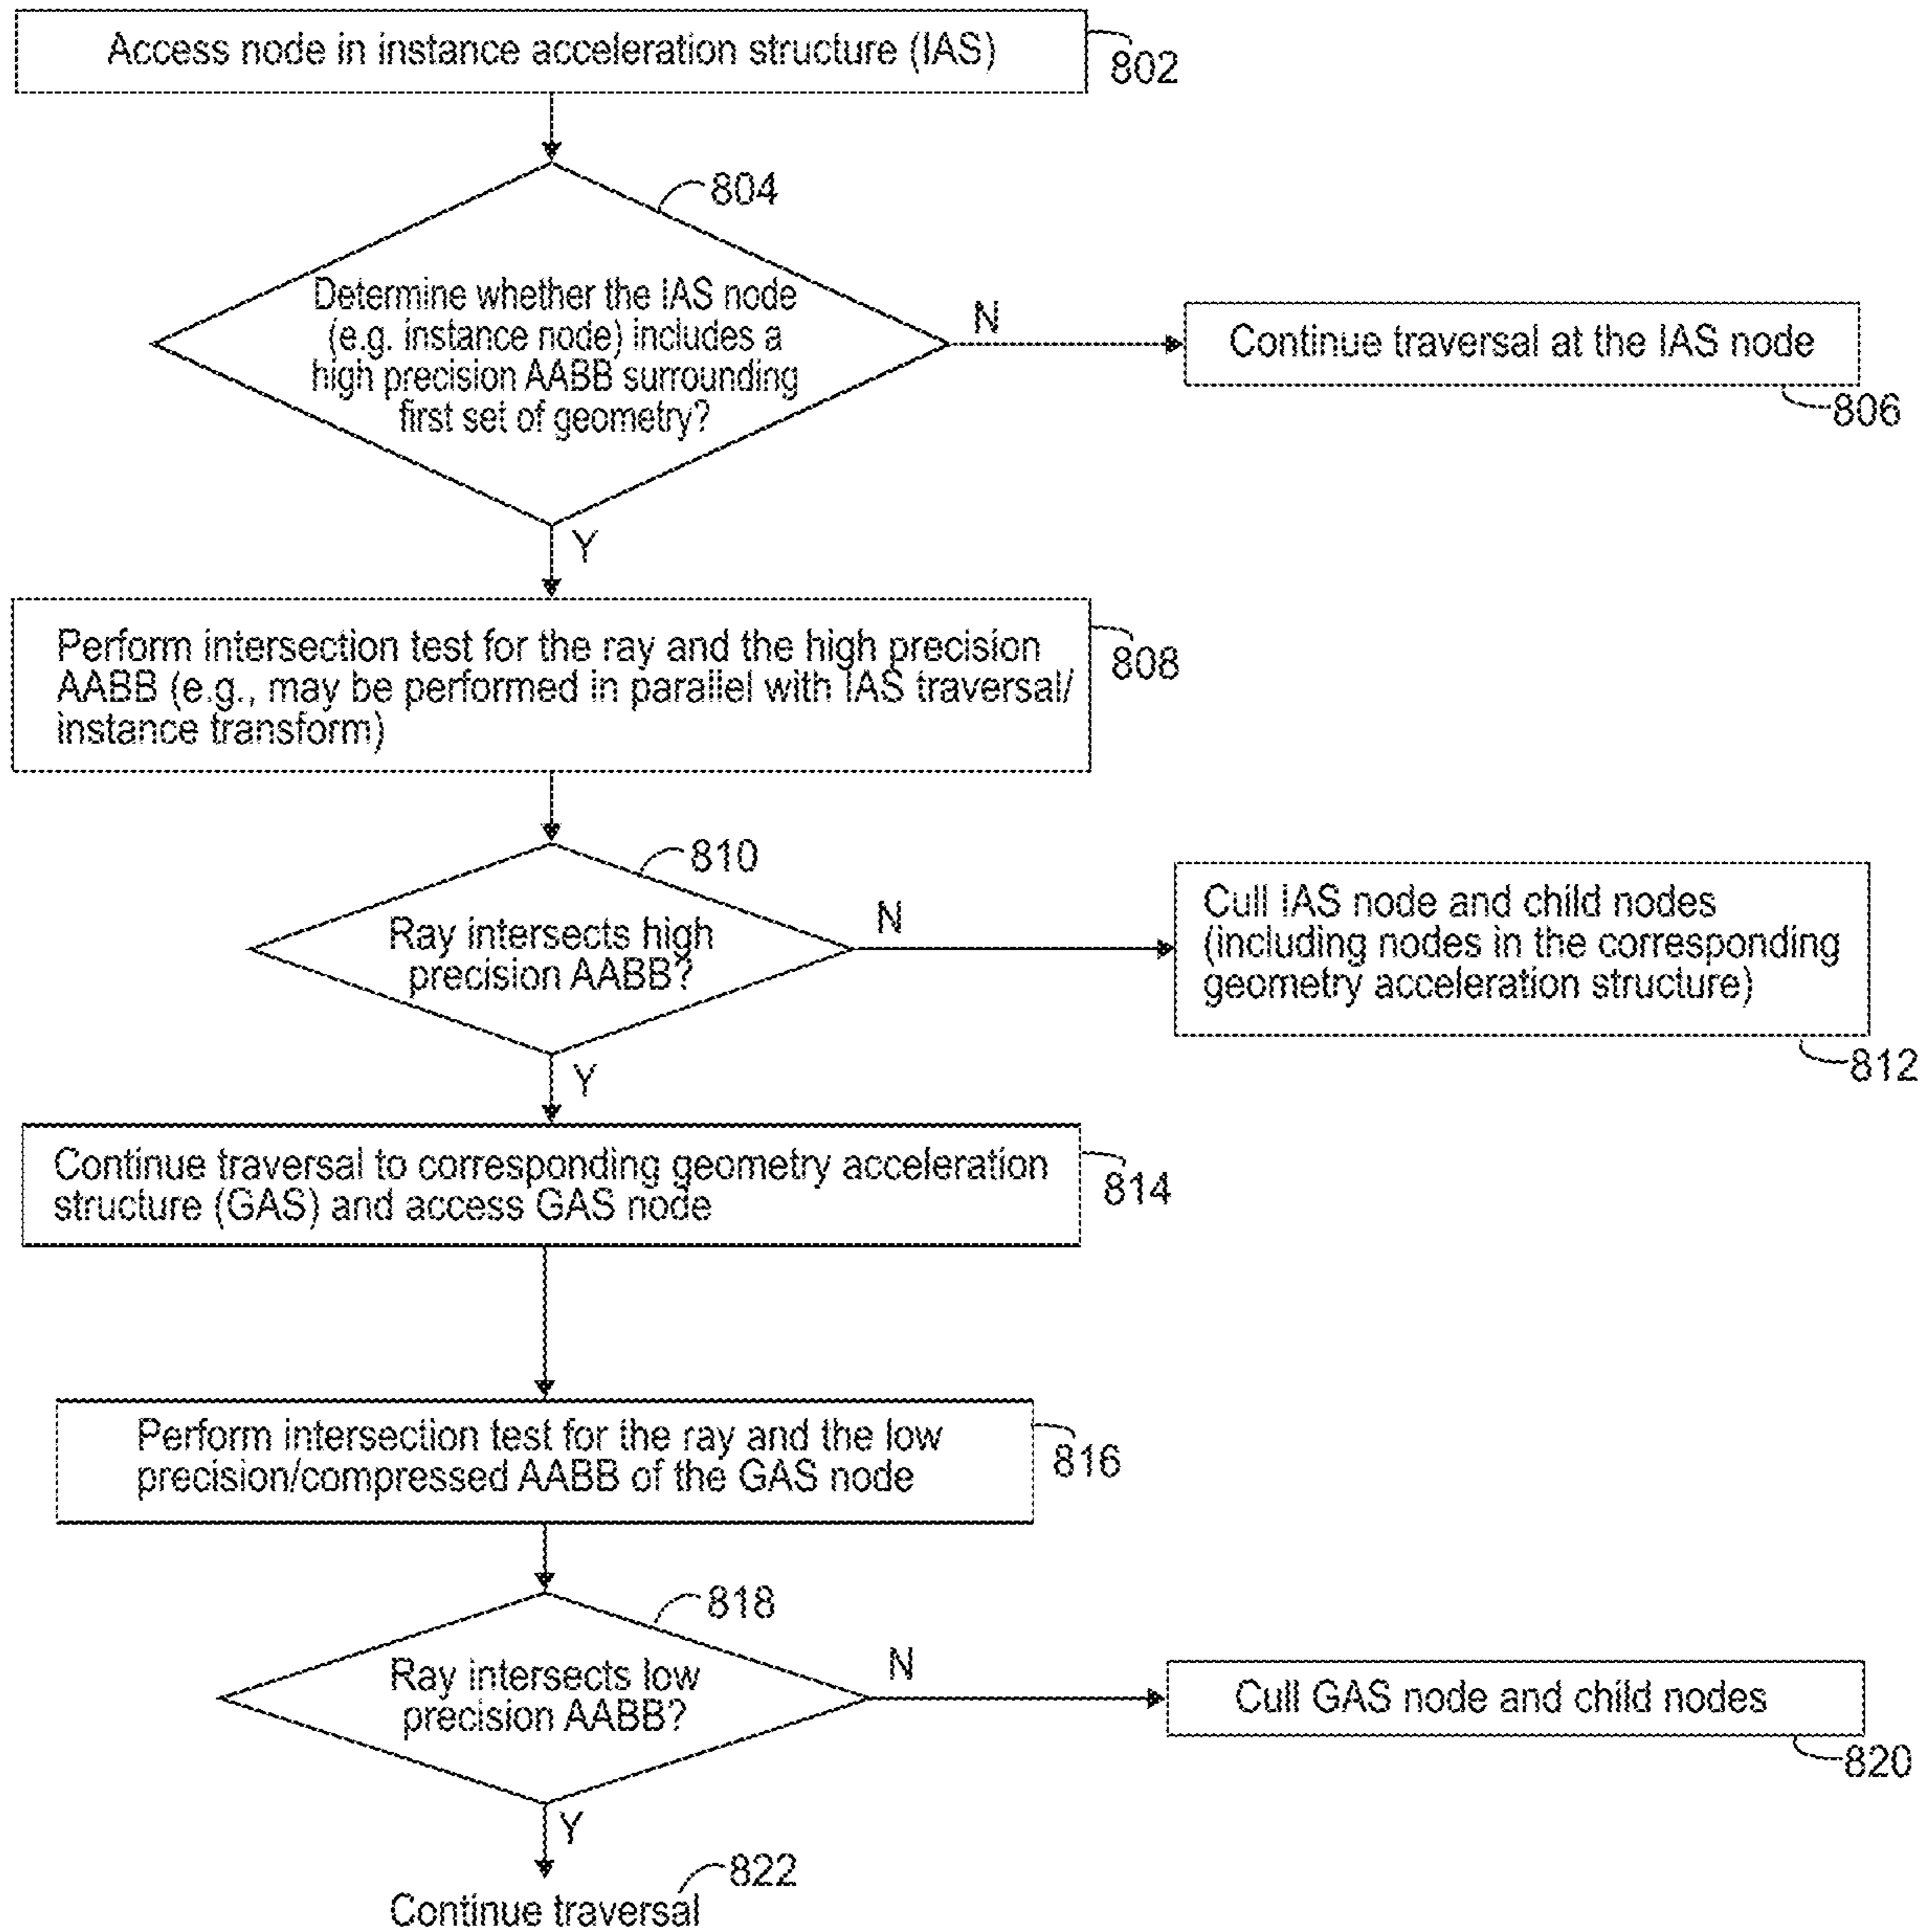 Access node in instance acceleration structure (IAS)
802
804
Determine whether the IAS node
(e.g. instance node) includes a
high precision AABB surrounding
first set of geometry?
N
Continue traversal at the IAS node
806
Y
Perform intersection test for the ray and the high precision
AABB (e.g., may be performed in parallel with IAS traversal/
instance transform)
808
810
Ray intersects high
precision AABB?
N
Cull IAS node and child nodes
(including nodes in the corresponding
geometry acceleration structure)
812
Y
Continue traversal to corresponding geometry acceleration
structure (GAS) and access GAS node
814
Perform intersection test for the ray and the low
precision/compressed AABB of the GAS node
816
818
Ray intersects low
precision AABB?
N
Cull GAS node and child nodes
820
Y
822
Continue traversal